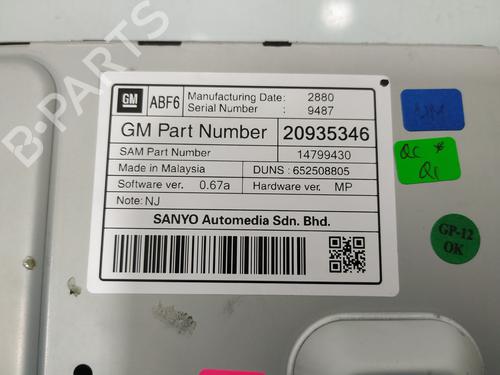 GM
ABF6
Manufacturing Date: 2880
Serial Number: 9487
GM Part Number 20935346
SAM Part Number 14799430
Made in Malaysia DUNS : 652508805
Software ver. 0.67a Hardware ver. MP
Note: NJ
SANYO Automedia Sdn. Bhd.
QC *
GP-12
OK
B-PARTS